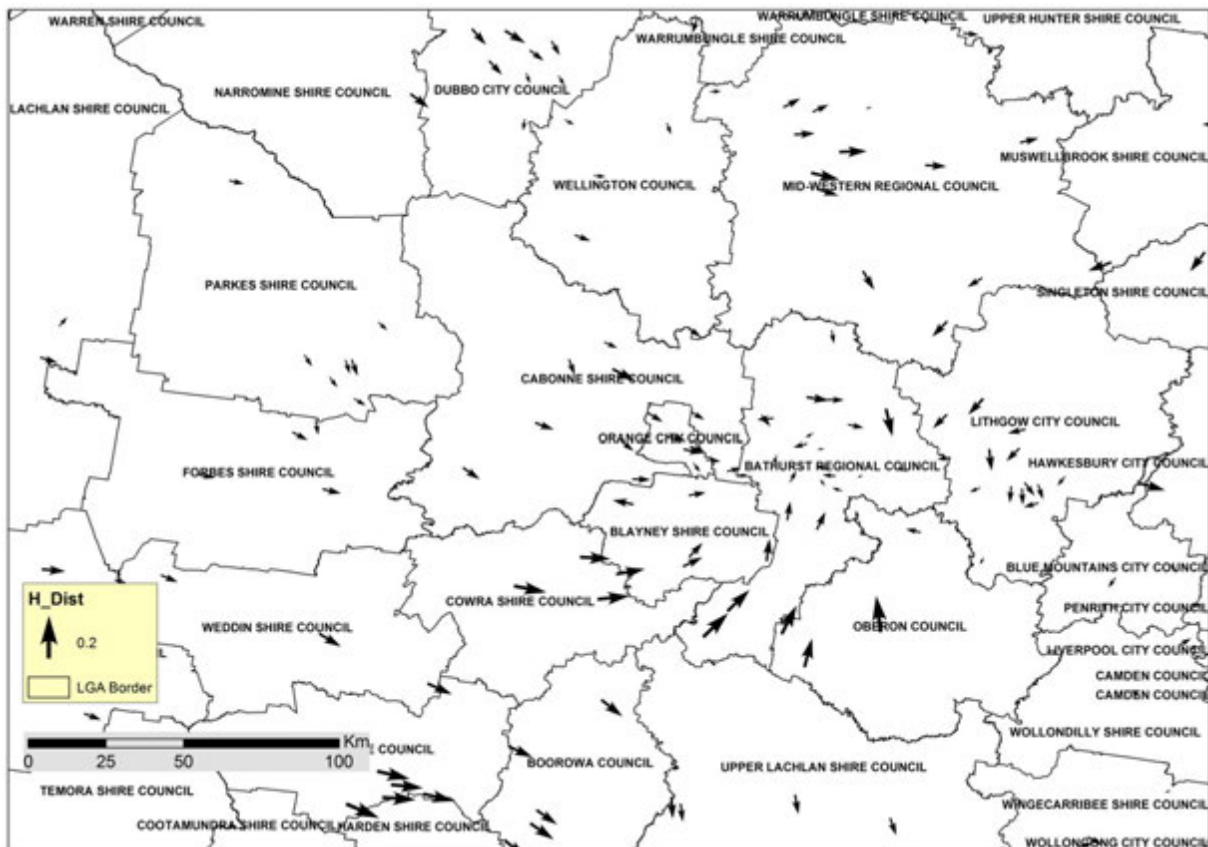 WARREN SHIRE COUNCIL
WARRUMBUNGLE SHIRE COUNCIL
UPPER HUNTER SHIRE COUNCIL
WARRUMBUNGLE SHIRE COUNCIL
NARROMINE SHIRE COUNCIL
DUBBO CITY COUNCIL
LACHLAN SHIRE COUNCIL
MUSWELLBROOK SHIRE COUNCIL
WELLINGTON COUNCIL
MID-WESTERN REGIONAL COUNCIL
PARKES SHIRE COUNCIL
SINGLETON SHIRE COUNCIL
CABONNE SHIRE COUNCIL
LITHGOW CITY COUNCIL
ORANGE CITY COUNCIL
BATHURST REGIONAL COUNCIL
HAWKESBURY CITY COUNCIL
FORBES SHIRE COUNCIL
BLAYNEY SHIRE COUNCIL
BLUE MOUNTAINS CITY COUNCIL
H_Dist
COWRA SHIRE COUNCIL
PENRITH CITY COUNCIL
WEDDIN SHIRE COUNCIL
OBERON COUNCIL
0.2
LIVERPOOL CITY COUNCIL
CAMDEN COUNCIL
LGA Border
CAMDEN COUNCIL
WOLLONDILLY SHIRE COUNCIL
Km
E COUNCIL
0 25 50 100
BOOROWA COUNCIL
UPPER LACHLAN SHIRE COUNCIL
TEMORA SHIRE COUNCIL
WINGECARRIBEE SHIRE COUNCIL
COOTAMUNDRA SHIRE COUNCIL
HARDEN SHIRE COUNCIL
WOLLONGONG CITY COUNCIL